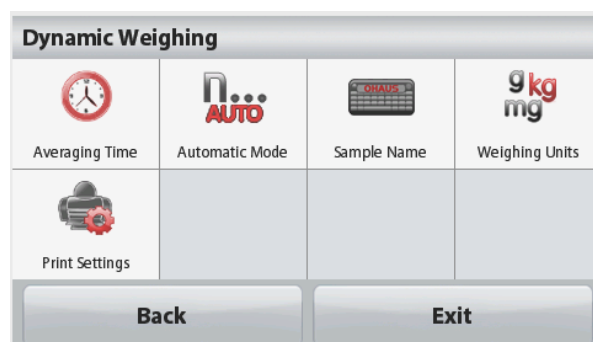 Dynamic Weighing
n...
AUTO
OHAUS
g kg
mg
Averaging Time
Automatic Mode
Sample Name
Weighing Units
Print Settings
Back
Exit